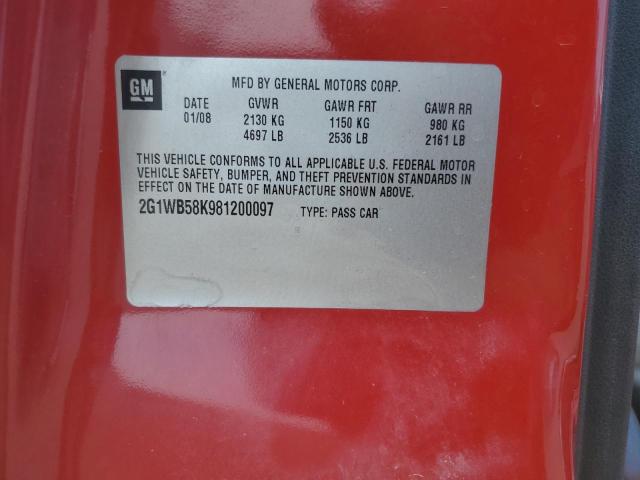 GM
MFD BY GENERAL MOTORS CORP.
DATE GVWR GAWR FRT GAWR RR
01/08 2130 KG 1150 KG 980 KG
4697 LB 2536 LB 2161 LB
THIS VEHICLE CONFORMS TO ALL APPLICABLE U.S. FEDERAL MOTOR
VEHICLE SAFETY, BUMPER, AND THEFT PREVENTION STANDARDS IN
EFFECT ON THE DATE OF MANUFACTURE SHOWN ABOVE.
2G1WB58K981200097 TYPE: PASS CAR